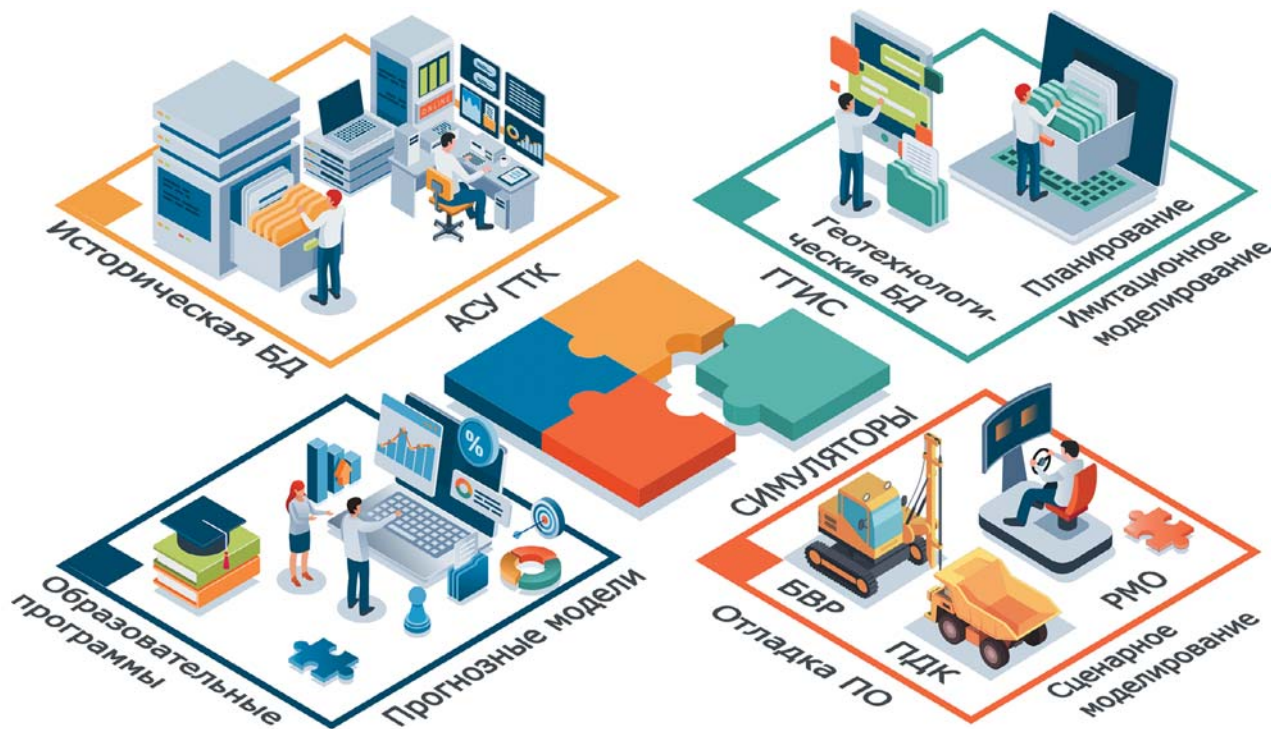 ONLINE
Историческая БД
АСУ ГТК
ГГИС
Геотехнологи-
ческие БД
Планирование
Имитационное
моделирование
%
Образовательные
программы
Прогнозные модели
СИМУЛЯТОРЫ
БВР
ПДК
РМО
Отладка ПО
Сценарное
моделирование